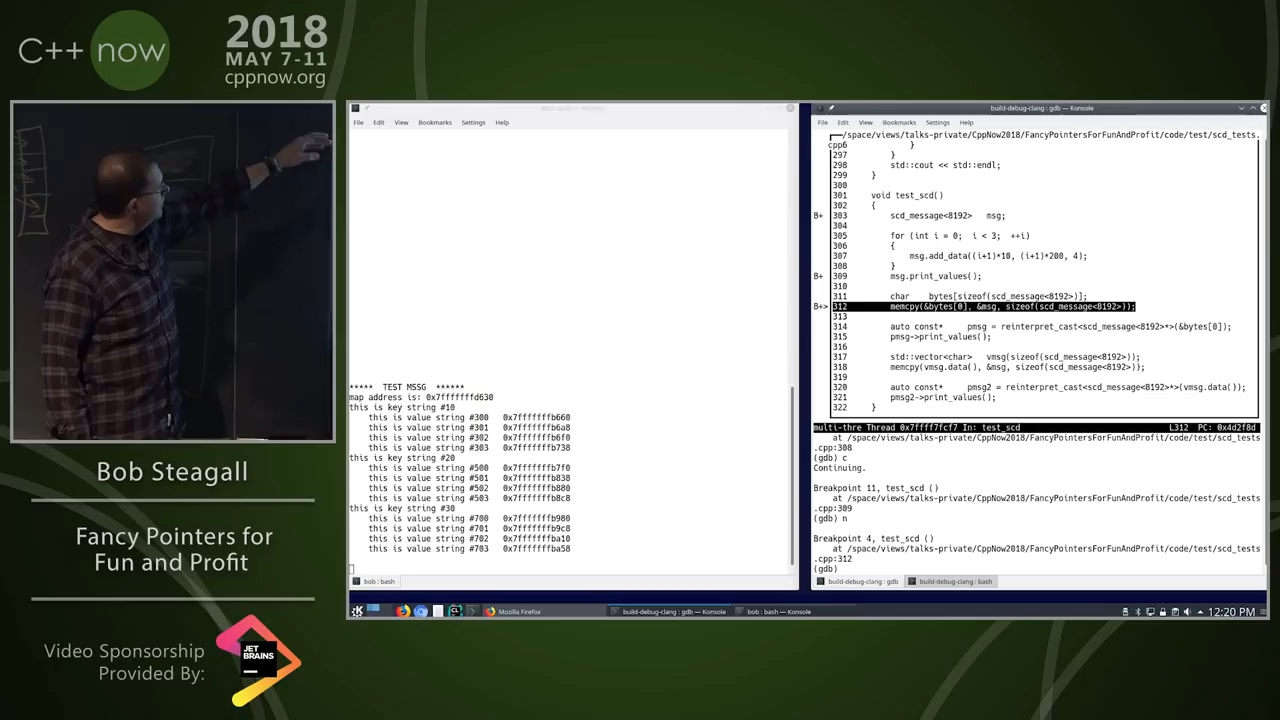 C++ now
2018
MAY 7-11
cppnow.org
File Edit View Bookmarks Settings Help
***** TEST MSSG ******
map address is: 0x7fffffffd630
this is key string #10
this is value string #300 0x7fffffffb660
this is value string #301 0x7fffffffb6a8
this is value string #302 0x7fffffffb6f0
this is value string #303 0x7fffffffb738
this is key string #20
this is value string #500 0x7fffffffb7f0
this is value string #501 0x7fffffffb838
this is value string #502 0x7fffffffb880
this is value string #503 0x7fffffffb8c8
this is key string #30
this is value string #700 0x7fffffffb980
this is value string #701 0x7fffffffb9c8
this is value string #702 0x7fffffffba10
this is value string #703 0x7fffffffba58
bob : bash
build-debug-clang : gdb — Konsole
File Edit View Bookmarks Settings Help
/space/views/talks-private/CppNow2018/FancyPointersForFunAndProfit/code/test/scd_tests.
cpp6 }
297 }
298 std::cout << std::endl;
299 }
300
301 void test_scd()
302 {
B+ 303 scd_message<8192> msg;
304
305 for (int i = 0; i < 3; ++i)
306 {
307 msg.add_data((i+1)*10, (i+1)*200, 4);
308 }
B+ 309 msg.print_values();
310
311 char bytes[sizeof(scd_message<8192>)];
B+> 312 memcpy(&bytes[0], &msg, sizeof(scd_message<8192>));
313
314 auto const* pmsg = reinterpret_cast<scd_message<8192>*>(&bytes[0]);
315 pmsg->print_values();
316
317 std::vector<char> vmsg(sizeof(scd_message<8192>));
318 memcpy(vmsg.data(), &msg, sizeof(scd_message<8192>));
319
320 auto const* pmsg2 = reinterpret_cast<scd_message<8192>*>(vmsg.data());
321 pmsg2->print_values();
322 }
multi-thre Thread 0x7ffff7fcf7 In: test_scd L312 PC: 0x4d2f8d
at /space/views/talks-private/CppNow2018/FancyPointersForFunAndProfit/code/test/scd_tests
.cpp:308
(gdb) c
Continuing.
Breakpoint 11, test_scd ()
at /space/views/talks-private/CppNow2018/FancyPointersForFunAndProfit/code/test/scd_tests
.cpp:309
(gdb) n
Breakpoint 4, test_scd ()
at /space/views/talks-private/CppNow2018/FancyPointersForFunAndProfit/code/test/scd_tests
.cpp:312
(gdb)
build-debug-clang : gdb build-debug-clang : bash
Mozilla Firefox build-debug-clang : gdb — Konsole bob : bash — Konsole 12:20 PM
Bob Steagall
Fancy Pointers for
Fun and Profit
Video Sponsorship
Provided By:
JET
BRAINS